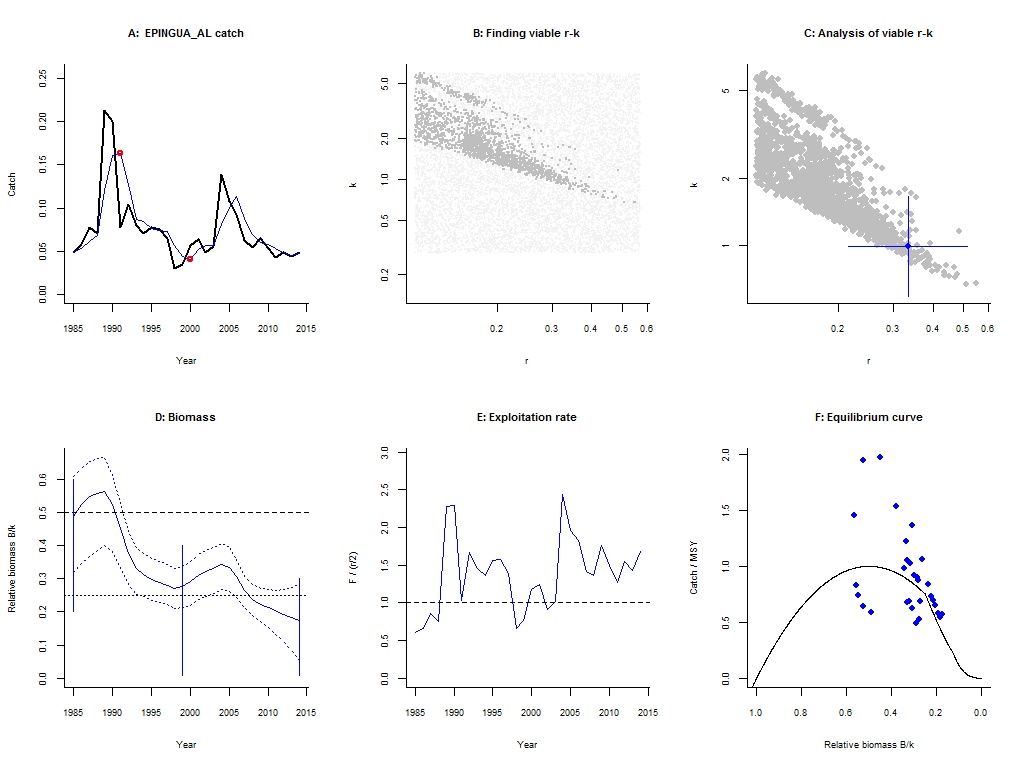 A:  EPINGUA_AL catch
Catch
0.25
0.20
0.15
0.10
0.05
0.00
1985 1990 1995 2000 2005 2010 2015
Year
B: Finding viable r-k
k
5.0
2.0
1.0
0.5
0.2
0.2 0.3 0.4 0.5 0.6
r
C: Analysis of viable r-k
k
5
2
1
0.2 0.3 0.4 0.5 0.6
r
D: Biomass
Relative biomass B/k
0.6
0.5
0.4
0.3
0.2
0.1
0.0
1985 1990 1995 2000 2005 2010 2015
Year
E: Exploitation rate
F / (r/2)
3.0
2.5
2.0
1.5
1.0
0.5
0.0
1985 1990 1995 2000 2005 2010 2015
Year
F: Equilibrium curve
Catch / MSY
2.0
1.5
1.0
0.5
0.0
1.0 0.8 0.6 0.4 0.2 0.0
Relative biomass B/k